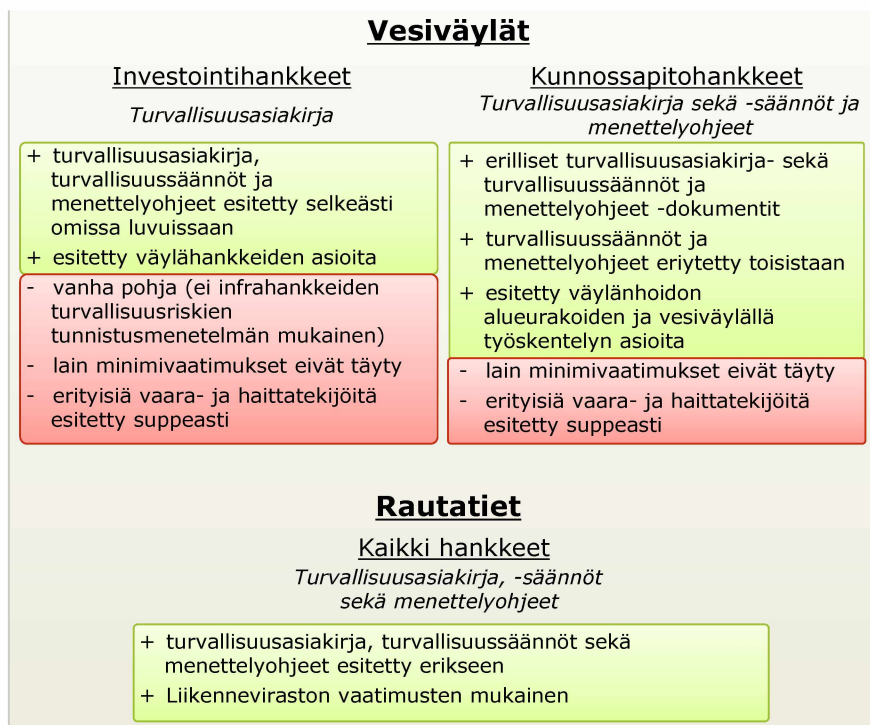 Vesiväylät
Investointihankkeet
Turvallisuusasiakirja
+ turvallisuusasiakirja,
turvallisuussäännöt ja
menettelyohjeet esitetty selkeästi
omissa luvuissaan
+ esitetty väylähankkeiden asioita
- vanha pohja (ei infrahankkeiden
turvallisuusriskien
tunnistusmenetelmän mukainen)
- lain minimivaatimukset eivät täyty
- erityisiä vaara- ja haittatekijöitä
esitetty suppeasti
Kunnossapitohankkeet
Turvallisuusasiakirja sekä -säännöt ja
menettelyohjeet
+ erilliset turvallisuusasiakirja- sekä
turvallisuussäännöt ja
menettelyohjeet -dokumentit
+ turvallisuussäännöt ja
menettelyohjeet eriytetty toisistaan
+ esitetty väylänhoidon
alueurakoiden ja vesiväylällä
työskentelyn asioita
- lain minimivaatimukset eivät täyty
- erityisiä vaara- ja haittatekijöitä
esitetty suppeasti
Rautatiet
Kaikki hankkeet
Turvallisuusasiakirja, -säännöt
sekä menettelyohjeet
+ turvallisuusasiakirja, turvallisuussäännöt sekä
menettelyohjeet esitetty erikseen
+ Liikenneviraston vaatimusten mukainen